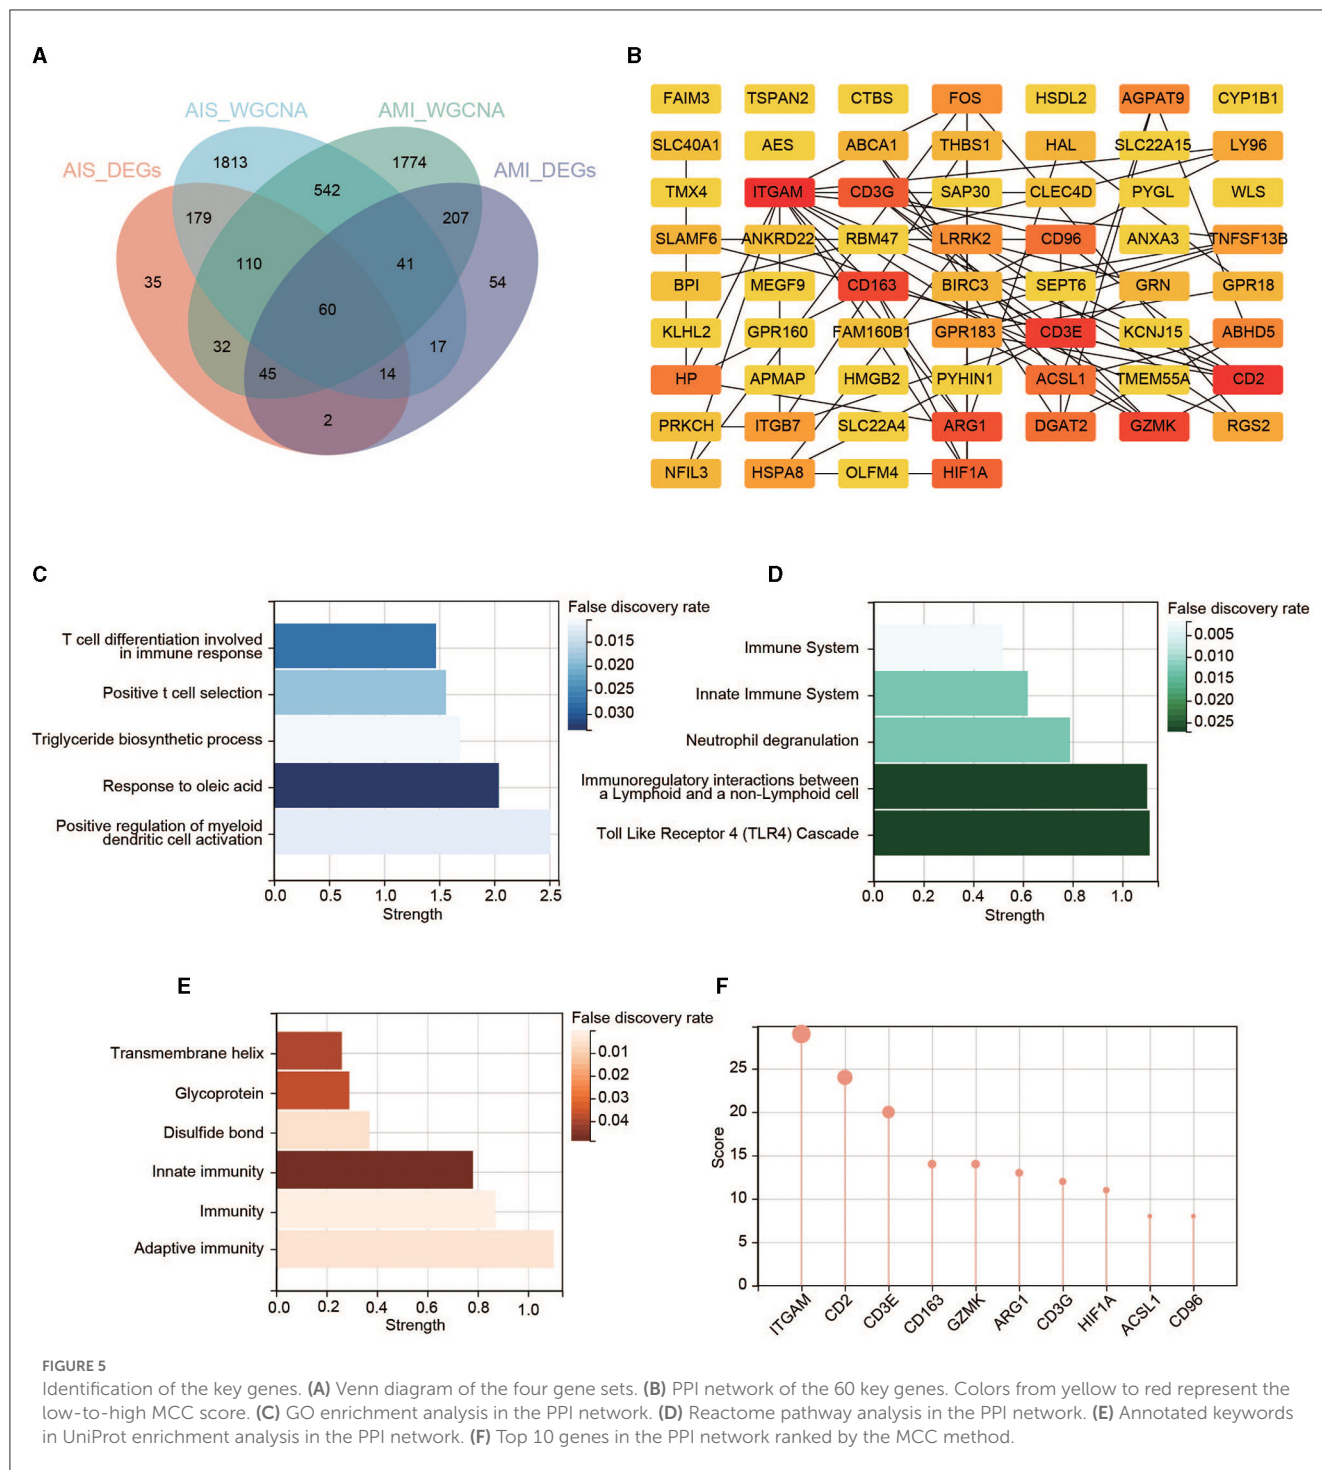 A
AIS_WGCNA
AMI_WGCNA
AIS_DEGs
AMI_DEGs
1813
1774
542
179
207
110
41
35
54
60
32
17
45
14
2
B
FAIM3 TSPAN2 CTBS FOS HSDL2 AGPAT9 CYP1B1
SLC40A1 AES ABCA1 THBS1 HAL SLC22A15 LY96
TMX4 ITGAM CD3G SAP30 CLEC4D PYGL WLS
SLAMF6 ANKRD22 RBM47 LRRK2 CD96 ANXA3 TNFSF13B
BPI MEGF9 CD163 BIRC3 SEPT6 GRN GPR18
KLHL2 GPR160 FAM160B1 GPR183 CD3E KCNJ15 ABHD5
HP APMAP HMGB2 PYHIN1 ACSL1 TMEM55A CD2
PRKCH ITGB7 SLC22A4 ARG1 DGAT2 GZMK RGS2
NFIL3 HSPA8 OLFM4 HIF1A
C
T cell differentiation involved
in immune response
Positive t cell selection
Triglyceride biosynthetic process
Response to oleic acid
Positive regulation of myeloid
dendritic cell activation
0.0 0.5 1.0 1.5 2.0 2.5
Strength
False discovery rate
0.015
0.020
0.025
0.030
D
Immune System
Innate Immune System
Neutrophil degranulation
Immunoregulatory interactions between
a Lymphoid and a non-Lymphoid cell
Toll Like Receptor 4 (TLR4) Cascade
0.0 0.2 0.4 0.6 0.8 1.0
Strength
False discovery rate
0.005
0.010
0.015
0.020
0.025
E
Transmembrane helix
Glycoprotein
Disulfide bond
Innate immunity
Immunity
Adaptive immunity
0.0 0.2 0.4 0.6 0.8 1.0
Strength
False discovery rate
0.01
0.02
0.03
0.04
F
Score
25
20
15
10
5
0
ITGAM CD2 CD3E CD163 GZMK ARG1 CD3G HIF1A ACSL1 CD96
FIGURE 5
Identification of the key genes. (A) Venn diagram of the four gene sets. (B) PPI network of the 60 key genes. Colors from yellow to red represent the
low-to-high MCC score. (C) GO enrichment analysis in the PPI network. (D) Reactome pathway analysis in the PPI network. (E) Annotated keywords
in UniProt enrichment analysis in the PPI network. (F) Top 10 genes in the PPI network ranked by the MCC method.